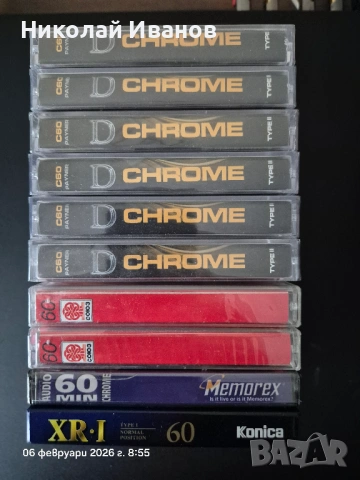 Николай Иванов
C60 D CHROME TYPE II
C60 D CHROME TYPE II
C60 D CHROME TYPE II
C60 D CHROME TYPE II
C60 D CHROME TYPE II
C60 D CHROME TYPE II
60 СОЮЗ
60 СОЮЗ
AUDIO 60 MIN CHROME Memorex
Is it live or is it Memorex.
XR·I TYPE I NORMAL POSITION 60 Konica
06 февруари 2026 г. 8:55
BAZAR